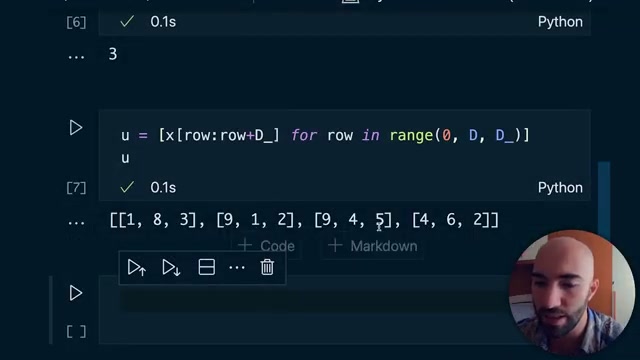 [6] 0.1s Python
... 3
u = [x[row:row+D_] for row in range(0, D, D_)]
u
[7] 0.1s Python
... [[1, 8, 3], [9, 1, 2], [9, 4, 5], [4, 6, 2]]
+ Code + Markdown
...
[ ]